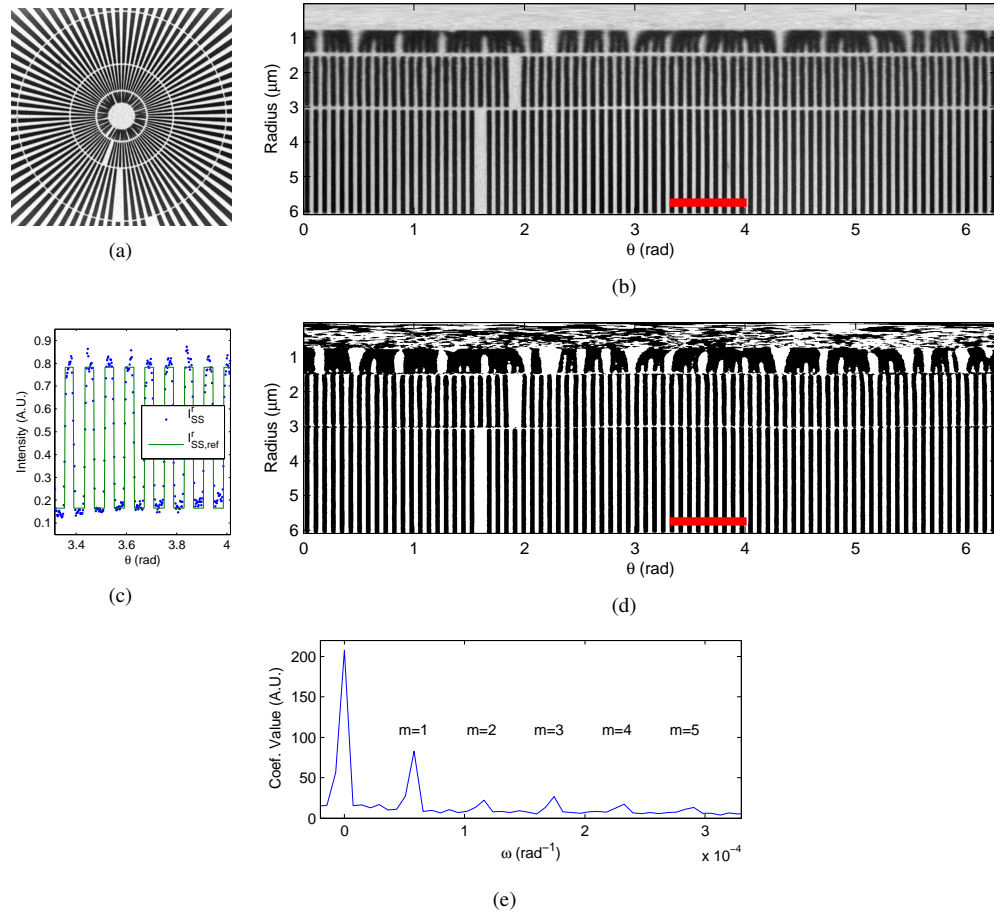 (a)
1
2
3
4
5
6
Radius (μm)
0 1 2 3 4 5 6
θ (rad)
(b)
0.9
0.8
0.7
0.6
0.5
0.4
0.3
0.2
0.1
Intensity (A.U.)
I^r_SS
I^r_SS,ref
3.4 3.6 3.8 4
θ (rad)
(c)
1
2
3
4
5
6
Radius (μm)
0 1 2 3 4 5 6
θ (rad)
(d)
200
150
100
50
0
Coef. Value (A.U.)
m=1 m=2 m=3 m=4 m=5
0 1 2 3
x 10^-4
ω (rad^-1)
(e)